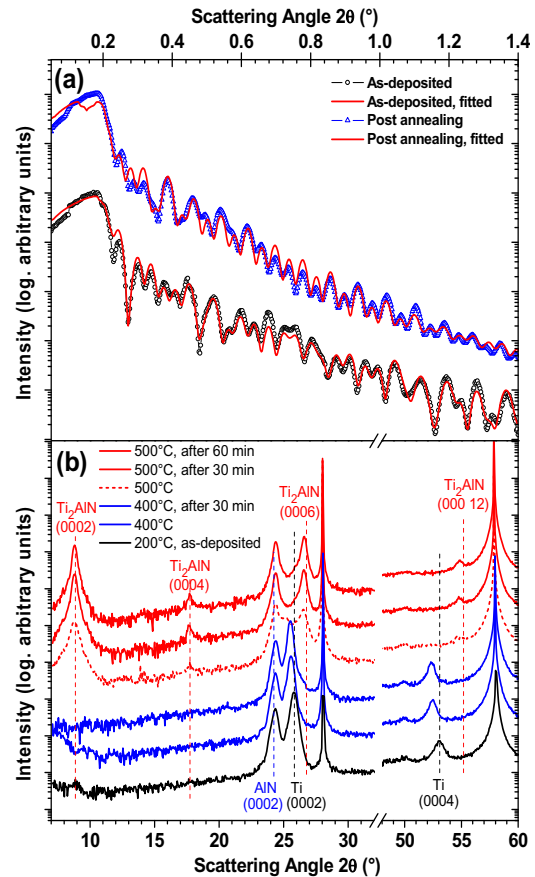 Scattering Angle 2θ (°)
0.2 0.4 0.6 0.8 1.0 1.2 1.4
(a)
As-deposited
As-deposited, fitted
Post annealing
Post annealing, fitted
Intensity (log. arbitrary units)
(b)
500°C, after 60 min
500°C, after 30 min
500°C
400°C, after 30 min
400°C
200°C, as-deposited
Ti2AlN
(0002)
Ti2AlN
(0004)
Ti2AlN
(0006)
Ti2AlN
(000 12)
AlN
(0002)
Ti
(0002)
Ti
(0004)
Intensity (log. arbitrary units)
10 15 20 25 30 50 55 60
Scattering Angle 2θ (°)